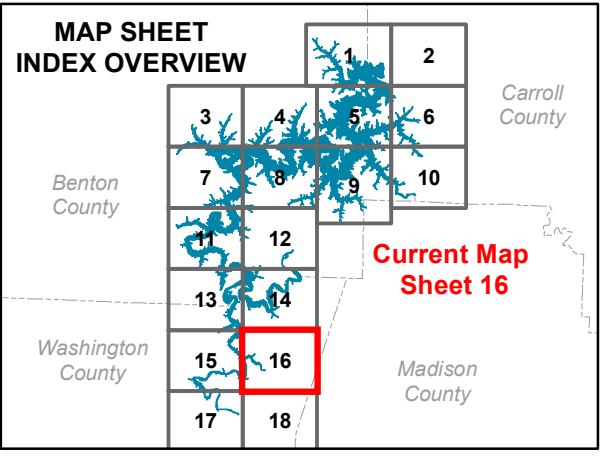 MAP SHEET
INDEX OVERVIEW
1
2
Carroll
County
3
4
5
6
Benton
County
7
8
9
10
11
12
Current Map
Sheet 16
13
14
Washington
County
15
16
Madison
County
17
18